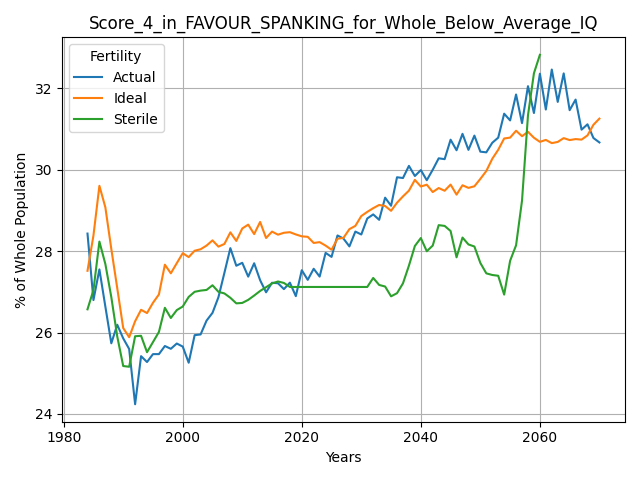 Score_4_in_FAVOUR_SPANKING_for_Whole_Below_Average_IQ
Fertility
Actual
Ideal
Sterile
% of Whole Population
32
30
28
26
24
1980
2000
2020
2040
2060
Years